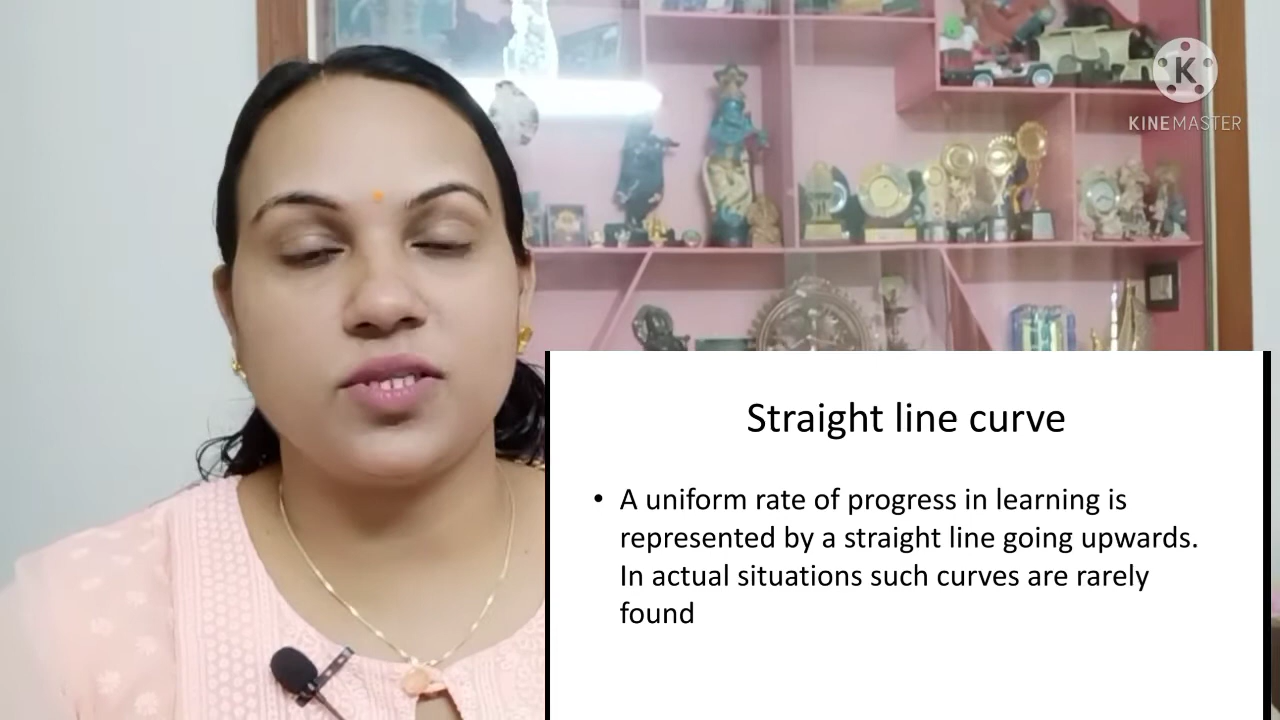 KINEMASTER
Straight line curve
• A uniform rate of progress in learning is
represented by a straight line going upwards.
In actual situations such curves are rarely
found